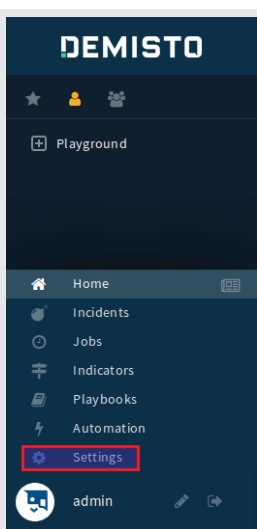 DEMISTO
Playground
Home
Incidents
Jobs
Indicators
Playbooks
Automation
Settings
admin